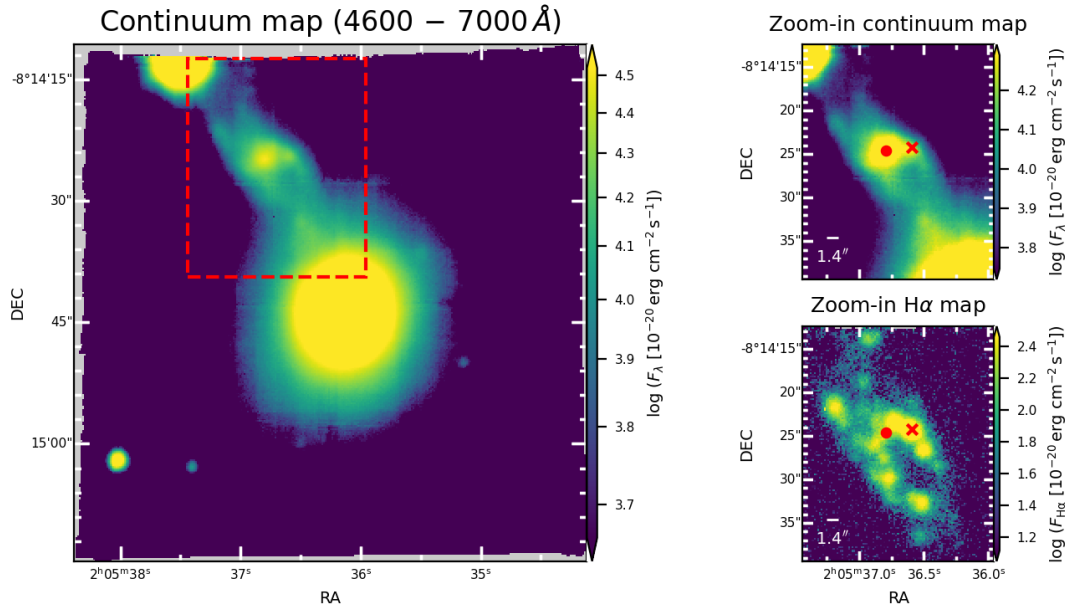 Continuum map (4600 − 7000 Å)
-8°14'15"
30"
45"
15'00"
DEC
2ʰ05ᵐ38ˢ
37ˢ
36ˢ
35ˢ
RA
4.5
4.4
4.3
4.2
4.1
4.0
3.9
3.8
3.7
log (F_λ [10⁻²⁰ erg cm⁻² s⁻¹])
Zoom-in continuum map
-8°14'15"
20"
25"
30"
35"
DEC
1.4"
4.2
4.1
4.0
3.9
3.8
log (F_λ [10⁻²⁰ erg cm⁻² s⁻¹])
Zoom-in Hα map
-8°14'15"
20"
25"
30"
35"
DEC
1.4"
2ʰ05ᵐ37.0ˢ
36.5ˢ
36.0ˢ
RA
2.4
2.2
2.0
1.8
1.6
1.4
1.2
log (F_Hα [10⁻²⁰ erg cm⁻² s⁻¹])